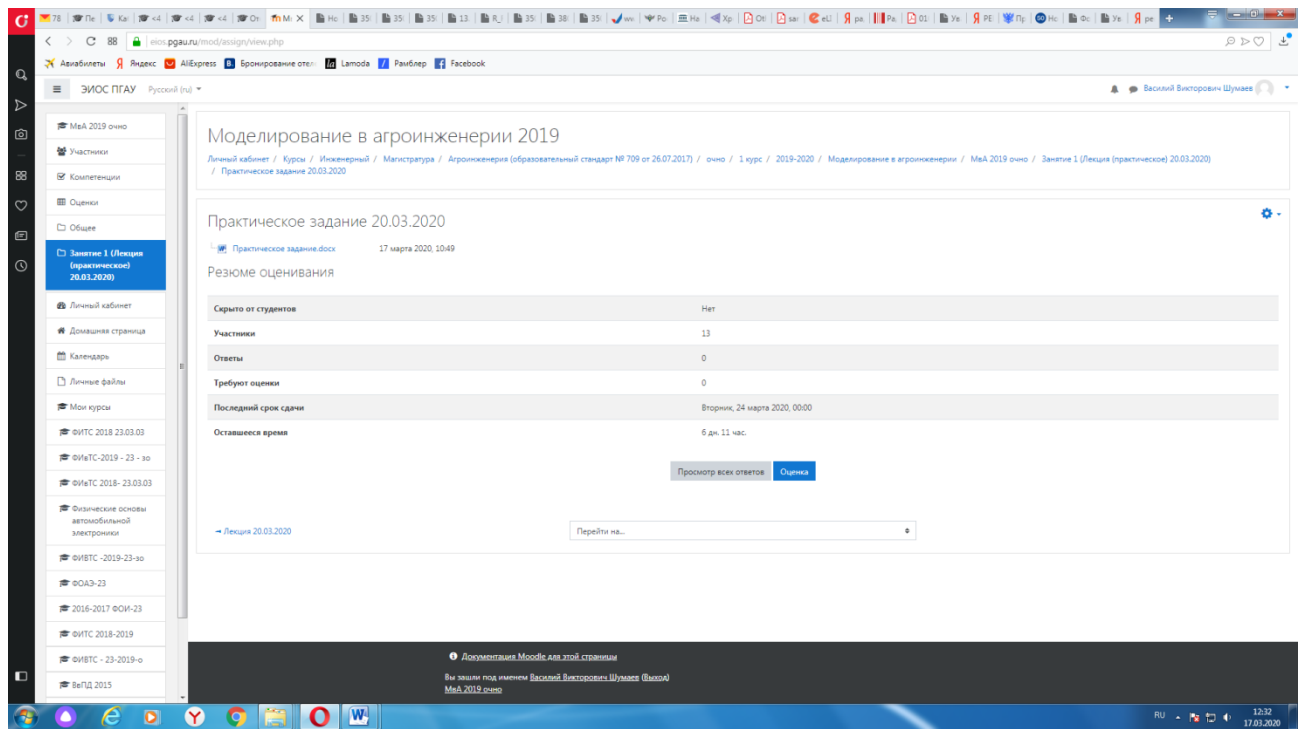 eios.pgau.ru/mod/assign/view.php
Авиабилеты Яндекс AliExpress Бронирование отел Lamoda Рамблер Facebook
ЭИОС ПГАУ Русский (ru)
Василий Викторович Шумаев
МвА 2019 очно
Участники
Компетенции
Оценки
Общее
Занятие 1 (Лекция
(практическое)
20.03.2020)
Личный кабинет
Домашняя страница
Календарь
Личные файлы
Мои курсы
ФИТС 2018 23.03.03
ФИвТС-2019 - 23 - зо
ФИвТС 2018- 23.03.03
Физические основы
автомобильной
электроники
ФИВТС -2019-23-зо
ФОАЭ-23
2016-2017 ФОИ-23
ФИТС 2018-2019
ФИВТС - 23-2019-о
ВвПД 2015
Моделирование в агроинженерии 2019
Личный кабинет / Курсы / Инженерный / Магистратура / Агроинженерия (образовательный стандарт № 709 от 26.07.2017) / очно / 1 курс / 2019-2020 / Моделирование в агроинженерии / МвА 2019 очно / Занятие 1 (Лекция (практическое) 20.03.2020)
/ Практическое задание 20.03.2020
Практическое задание 20.03.2020
Практическое задание.docx 17 марта 2020, 10:49
Резюме оценивания
Скрыто от студентов Нет
Участники 13
Ответы 0
Требуют оценки 0
Последний срок сдачи Вторник, 24 марта 2020, 00:00
Оставшееся время 6 дн. 11 час.
Просмотр всех ответов Оценка
Лекция 20.03.2020 Перейти на...
Документация Moodle для этой страницы
Вы зашли под именем Василий Викторович Шумаев (Выход)
МвА 2019 очно
RU 12:32
17.03.2020